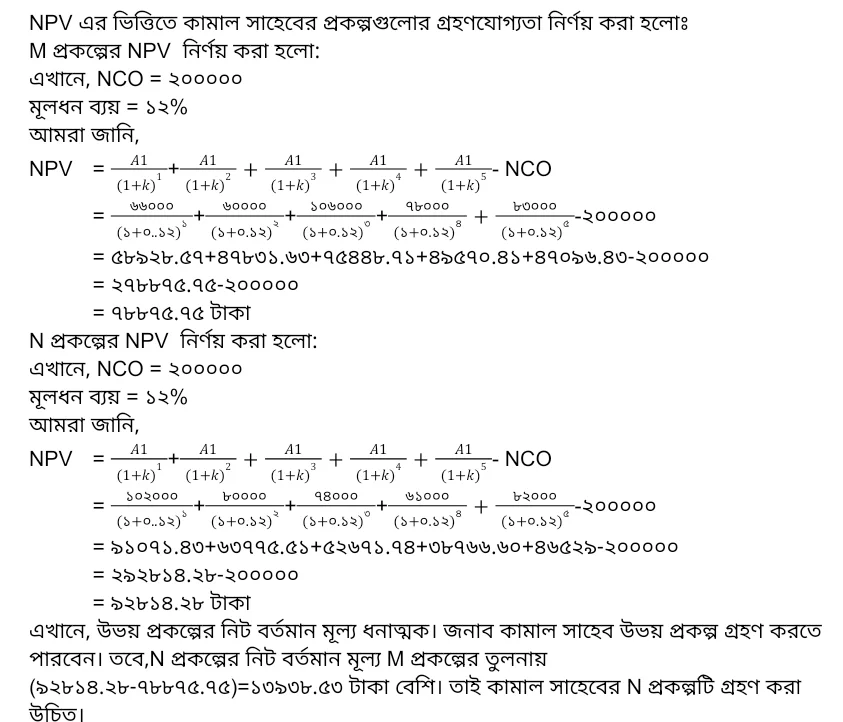 NPV এর ভিত্তিতে কামাল সাহেবের প্রকল্পগুলোর গ্রহণযোগ্যতা নির্ণয় করা হলোঃ
M প্রকল্পের NPV নির্ণয় করা হলো:
এখানে, NCO = ২০০০০০
মূলধন ব্যয় = ১২%
আমরা জানি,
NPV = A1/(1+k)^1 + A1/(1+k)^2 + A1/(1+k)^3 + A1/(1+k)^4 + A1/(1+k)^5 - NCO
= ৬৬০০০/(১+০..১২)^১ + ৬০০০০/(১+০.১২)^২ + ১০৬০০০/(১+০.১২)^৩ + ৭৮০০০/(১+০.১২)^৪ + ৮৩০০০/(১+০.১২)^৫ -২০০০০০
= ৫৮৯২৮.৫৭+৪৭৮৩১.৬৩+৭৫৪৪৮.৭১+৪৯৫৭০.৪১+৪৭০৯৬.৪৩-২০০০০০
= ২৭৮৮৭৫.৭৫-২০০০০০
= ৭৮৮৭৫.৭৫ টাকা
N প্রকল্পের NPV নির্ণয় করা হলো:
এখানে, NCO = ২০০০০০
মূলধন ব্যয় = ১২%
আমরা জানি,
NPV = A1/(1+k)^1 + A1/(1+k)^2 + A1/(1+k)^3 + A1/(1+k)^4 + A1/(1+k)^5 - NCO
= ১০২০০০/(১+০..১২)^১ + ৮০০০০/(১+০.১২)^২ + ৭৪০০০/(১+০.১২)^৩ + ৬১০০০/(১+০.১২)^৪ + ৮২০০০/(১+০.১২)^৫ -২০০০০০
= ৯১০৭১.৪৩+৬৩৭৭৫.৫১+৫২৬৭১.৭৪+৩৮৭৬৬.৬০+৪৬৫২৯-২০০০০০
= ২৯২৮১৪.২৮-২০০০০০
= ৯২৮১৪.২৮ টাকা
এখানে, উভয় প্রকল্পের নিট বর্তমান মূল্য ধনাত্মক। জনাব কামাল সাহেব উভয় প্রকল্প গ্রহণ করতে
পারবেন। তবে,N প্রকল্পের নিট বর্তমান মূল্য M প্রকল্পের তুলনায়
(৯২৮১৪.২৮-৭৮৮৭৫.৭৫)=১৩৯৩৮.৫৩ টাকা বেশি। তাই কামাল সাহেবের N প্রকল্পটি গ্রহণ করা
উচিত।